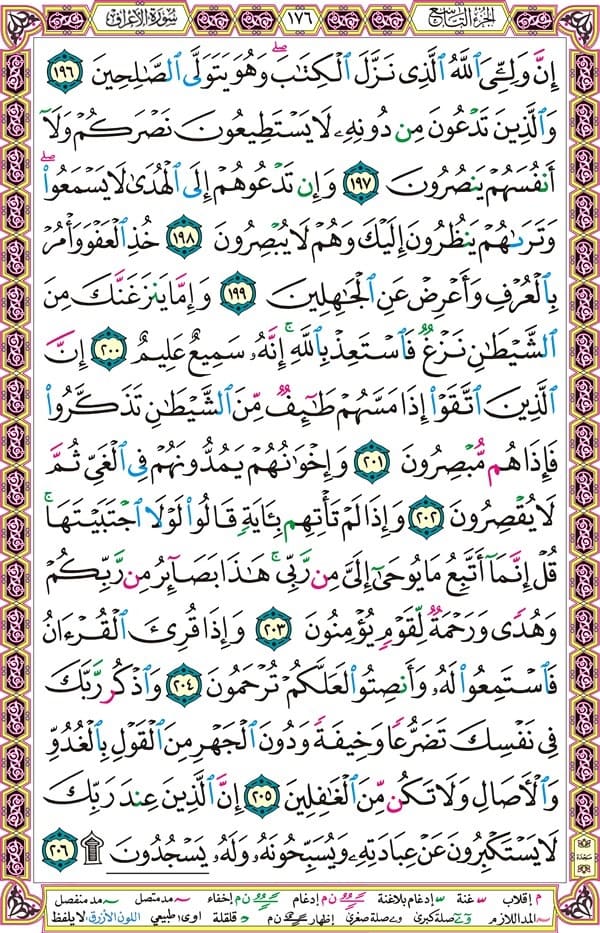 الجزء التاسع ١٧٦ سورة الأعراف
إِنَّ وَلِـِّۧيَ ٱللَّهُ ٱلَّذِي نَزَّلَ ٱلْكِتَٰبَۖ وَهُوَ يَتَوَلَّى ٱلصَّٰلِحِينَ ١٩٦
وَٱلَّذِينَ تَدْعُونَ مِن دُونِهِۦ لَا يَسْتَطِيعُونَ نَصْرَكُمْ وَلَآ
أَنفُسَهُمْ يَنصُرُونَ ١٩٧ وَإِن تَدْعُوهُمْ إِلَى ٱلْهُدَىٰ لَا يَسْمَعُوا۟ۖ
وَتَرَىٰهُمْ يَنظُرُونَ إِلَيْكَ وَهُمْ لَا يُبْصِرُونَ ١٩٨ خُذِ ٱلْعَفْوَ وَأْمُرْ
بِٱلْعُرْفِ وَأَعْرِضْ عَنِ ٱلْجَٰهِلِينَ ١٩٩ وَإِمَّا يَنزَغَنَّكَ مِنَ
ٱلشَّيْطَٰنِ نَزْغٌ فَٱسْتَعِذْ بِٱللَّهِۚ إِنَّهُۥ سَمِيعٌ عَلِيمٌ ٢٠٠ إِنَّ
ٱلَّذِينَ ٱتَّقَوْا۟ إِذَا مَسَّهُمْ طَٰٓئِفٌ مِّنَ ٱلشَّيْطَٰنِ تَذَكَّرُوا۟
فَإِذَا هُم مُّبْصِرُونَ ٢٠١ وَإِخْوَٰنُهُمْ يَمُدُّونَهُمْ فِي ٱلْغَيِّ ثُمَّ
لَا يُقْصِرُونَ ٢٠٢ وَإِذَا لَمْ تَأْتِهِم بِـَٔايَةٍ قَالُوا۟ لَوْلَا ٱجْتَبَيْتَهَاۚ
قُلْ إِنَّمَآ أَتَّبِعُ مَا يُوحَىٰٓ إِلَيَّ مِن رَّبِّيۚ هَٰذَا بَصَآئِرُ مِن رَّبِّكُمْ
وَهُدًى وَرَحْمَةٌ لِّقَوْمٍ يُؤْمِنُونَ ٢٠٣ وَإِذَا قُرِئَ ٱلْقُرْءَانُ
فَٱسْتَمِعُوا۟ لَهُۥ وَأَنصِتُوا۟ لَعَلَّكُمْ تُرْحَمُونَ ٢٠٤ وَٱذْكُر رَّبَّكَ
فِي نَفْسِكَ تَضَرُّعًا وَخِيفَةً وَدُونَ ٱلْجَهْرِ مِنَ ٱلْقَوْلِ بِٱلْغُدُوِّ
وَٱلْءَاصَالِ وَلَا تَكُن مِّنَ ٱلْغَٰفِلِينَ ٢٠٥ إِنَّ ٱلَّذِينَ عِندَ رَبِّكَ
لَا يَسْتَكْبِرُونَ عَنْ عِبَادَتِهِۦ وَيُسَبِّحُونَهُۥ وَلَهُۥ يَسْجُدُونَ ۩ ٢٠٦
سجدة
م إقلاب غنة إدغام بلاغنة ن م إدغام ن م إخفاء مد متصل مد منفصل
المد اللازم صلة كبرى صلة صغرى إظهار ن م قلقلة اوى طبيعي اللون الأزرق لا يلفظ